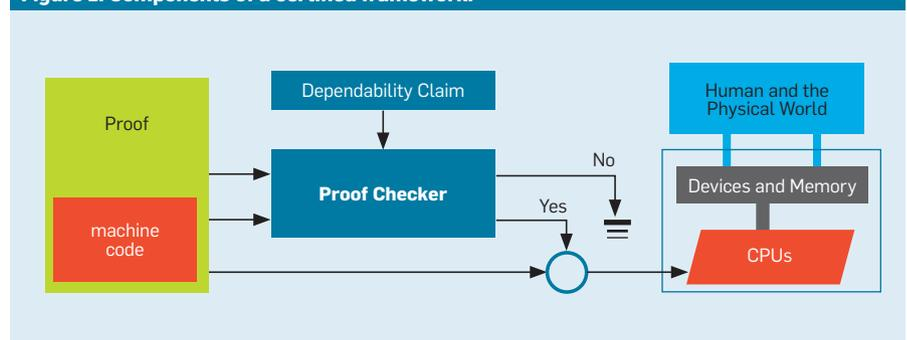 Figure 2. Components of a certified framework.
Dependability Claim
Human and the
Physical World
Proof
No
Devices and Memory
Proof Checker
Yes
machine
code
CPUs